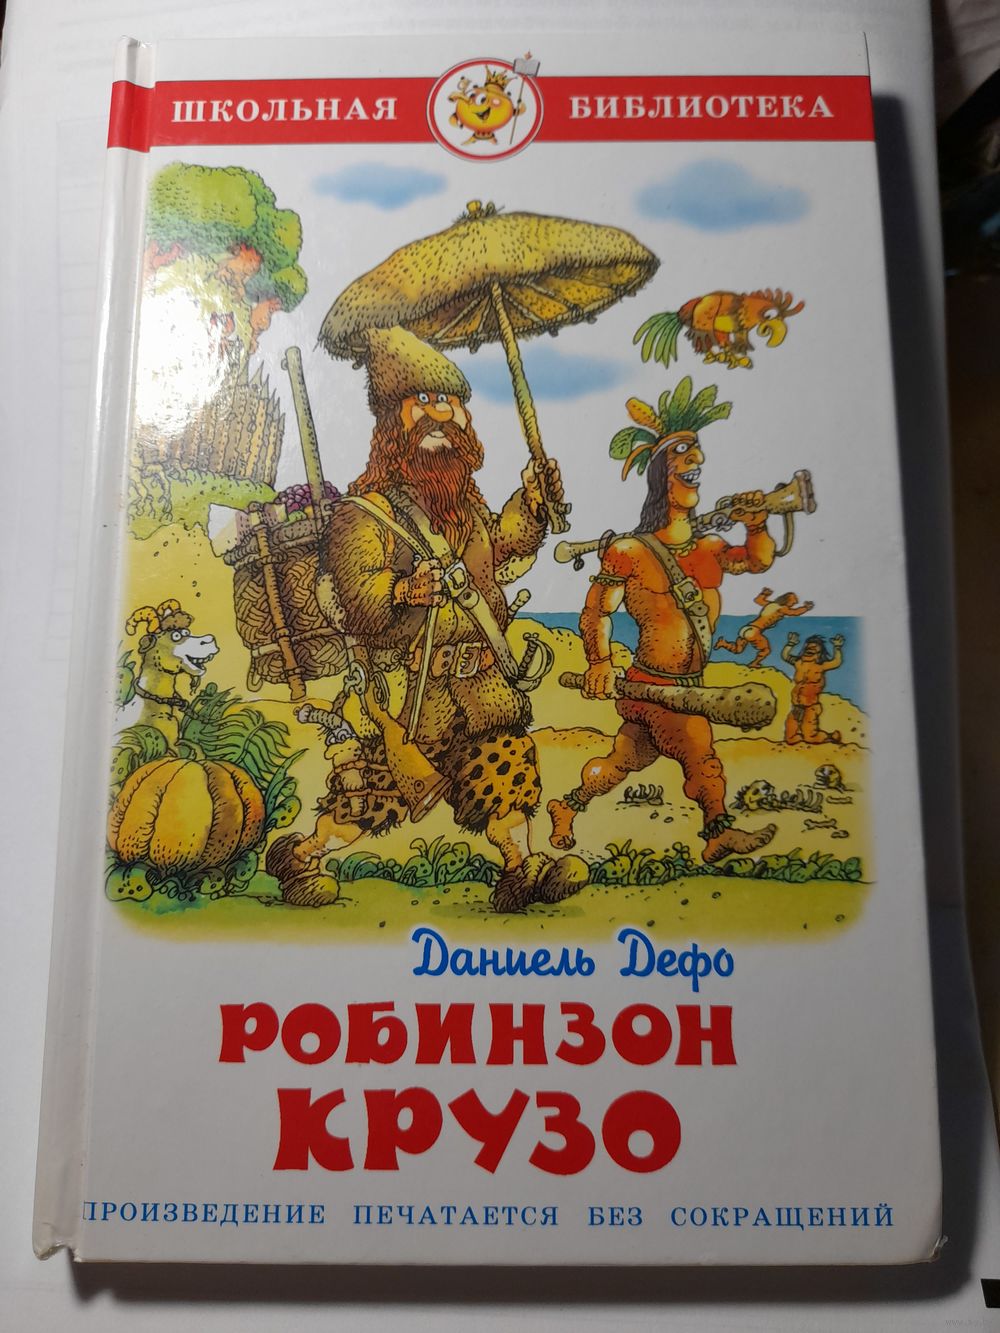 ШКОЛЬНАЯ БИБЛИОТЕКА
Даниель Дефо
РОБИНЗОН
КРУЗО
ПРОИЗВЕДЕНИЕ ПЕЧАТАЕТСЯ БЕЗ СОКРАЩЕНИЙ